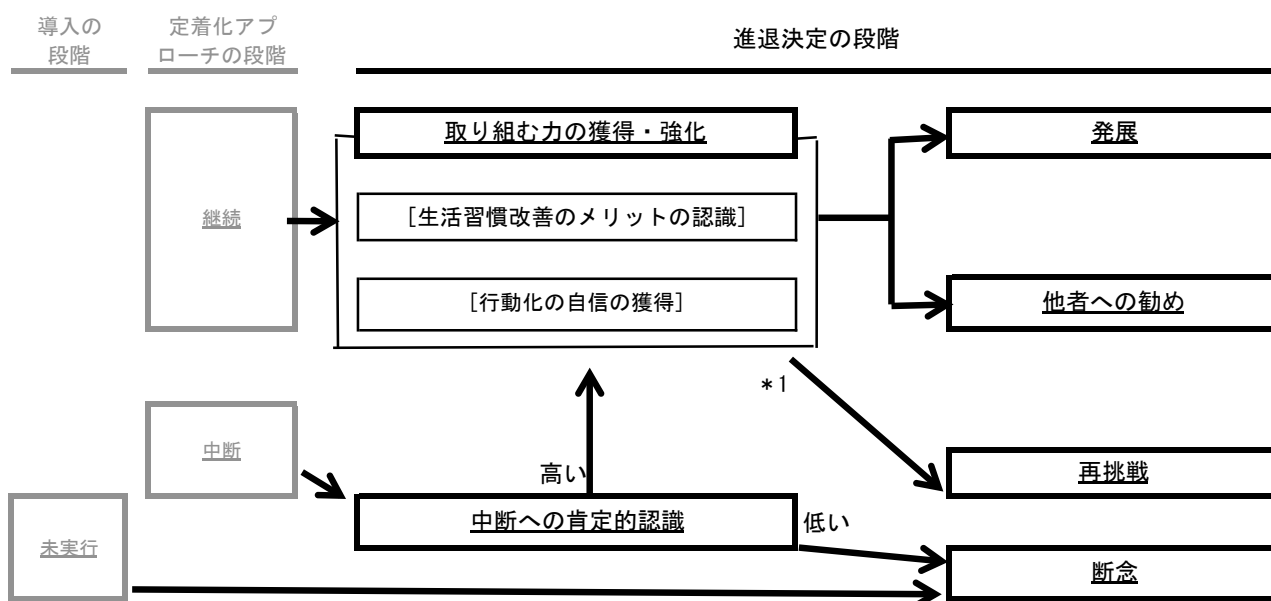 導入の
段階
定着化アプ
ローチの段階
進退決定の段階
取り組む力の獲得・強化
発展
継続
[生活習慣改善のメリットの認識]
[行動化の自信の獲得]
他者への勧め
*1
中断
高い
再挑戦
中断への肯定的認識
低い
未実行
断念